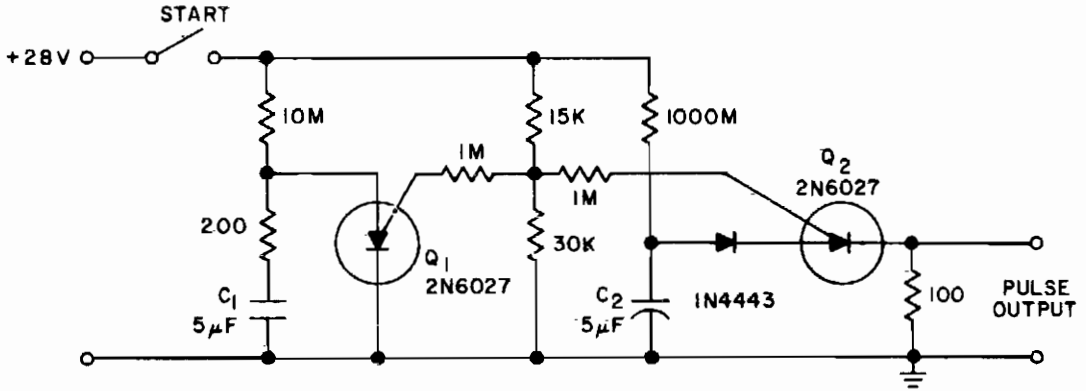 START
+28V
10M
15K
1000M
1M
1M
Q2
2N6027
200
Q1
2N6027
30K
C1
5μF
C2
5μF
1N4443
100
PULSE
OUTPUT